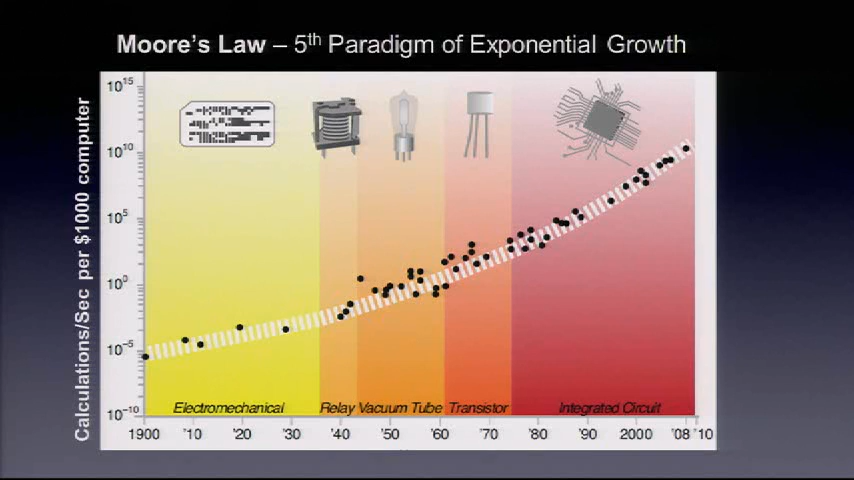 Moore's Law – 5th Paradigm of Exponential Growth
Calculations/Sec per $1000 computer
10^15
10^10
10^5
10^0
10^-5
10^-10
Electromechanical Relay Vacuum Tube Transistor Integrated Circuit
1900 '10 '20 '30 '40 '50 '60 '70 '80 '90 2000 '08 '10